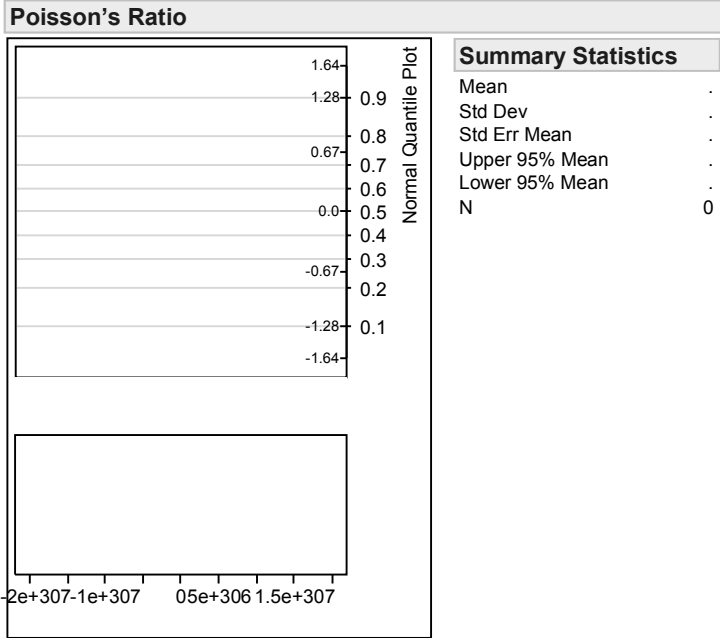 Poisson's Ratio
1.64
1.28
0.67
0.0
-0.67
-1.28
-1.64
0.9
0.8
0.7
0.6
0.5
0.4
0.3
0.2
0.1
Normal Quantile Plot
-2e+307 -1e+307 0 5e+306 1.5e+307
Summary Statistics
Mean .
Std Dev .
Std Err Mean .
Upper 95% Mean .
Lower 95% Mean .
N 0